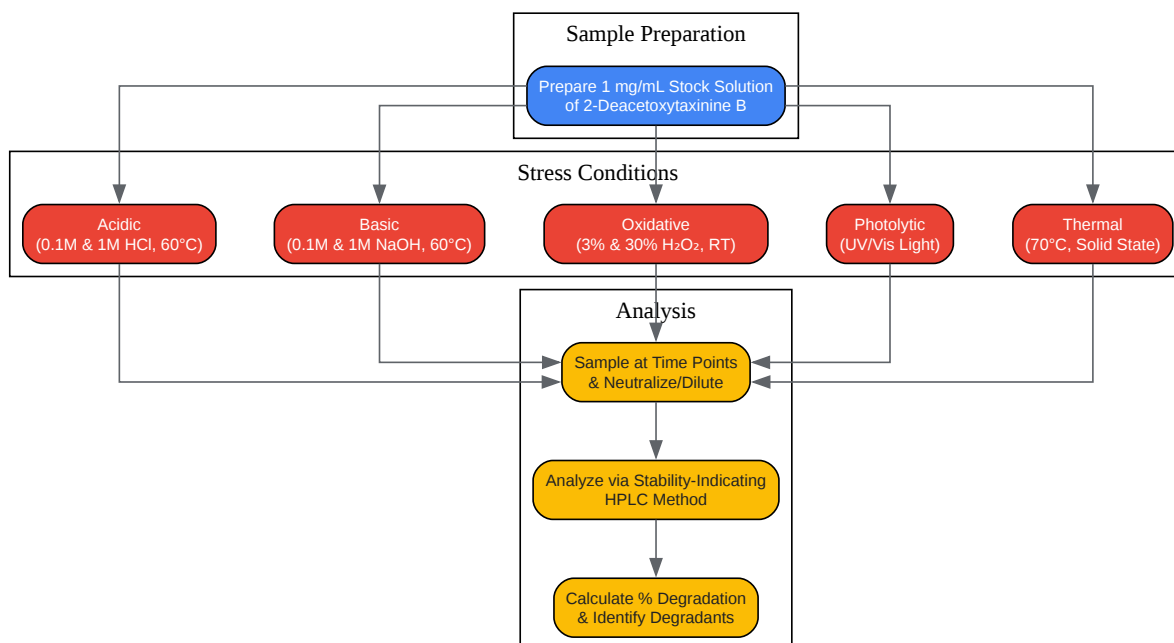 Sample Preparation
Prepare 1 mg/mL Stock Solution
of 2-Deacetoxytaxinine B
Stress Conditions
Acidic
(0.1M & 1M HCl, 60°C)
Basic
(0.1M & 1M NaOH, 60°C)
Oxidative
(3% & 30% H₂O₂, RT)
Photolytic
(UV/Vis Light)
Thermal
(70°C, Solid State)
Analysis
Sample at Time Points
& Neutralize/Dilute
Analyze via Stability-Indicating
HPLC Method
Calculate % Degradation
& Identify Degradants